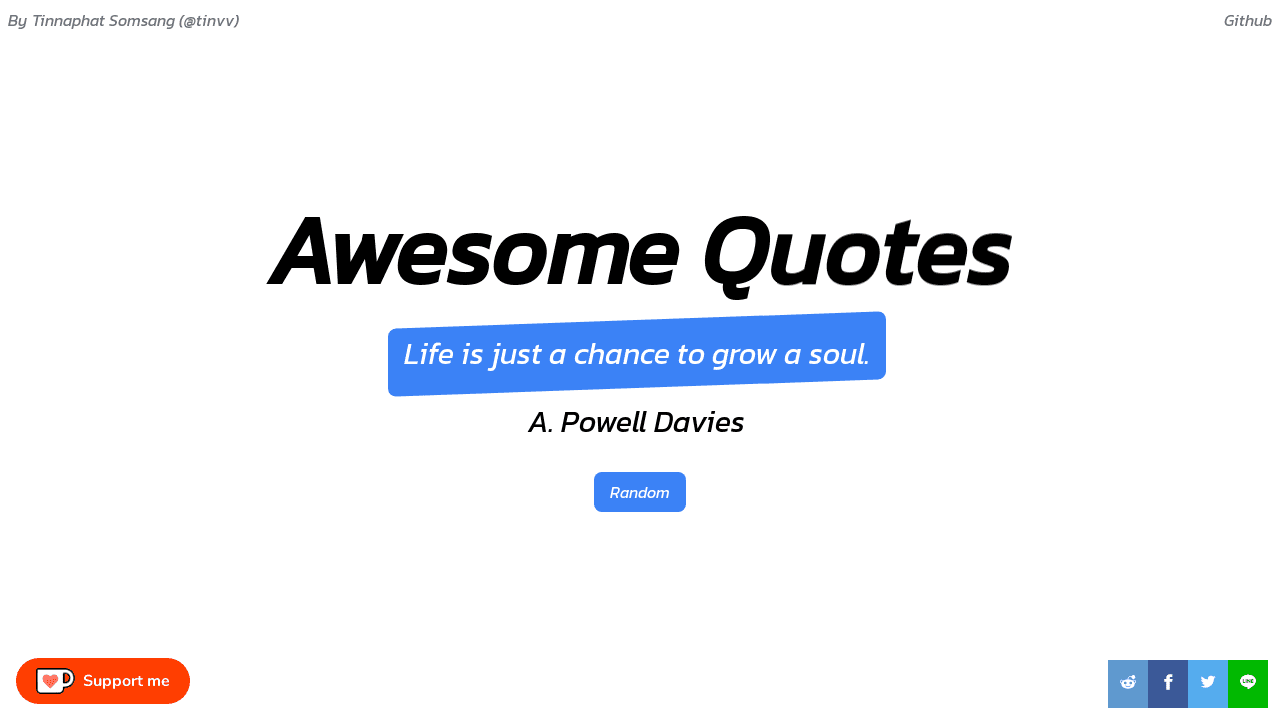 By Tinnaphat Somsang (@tinvv)
Github
Awesome Quotes
Life is just a chance to grow a soul.
A. Powell Davies
Random
Support me
LINE